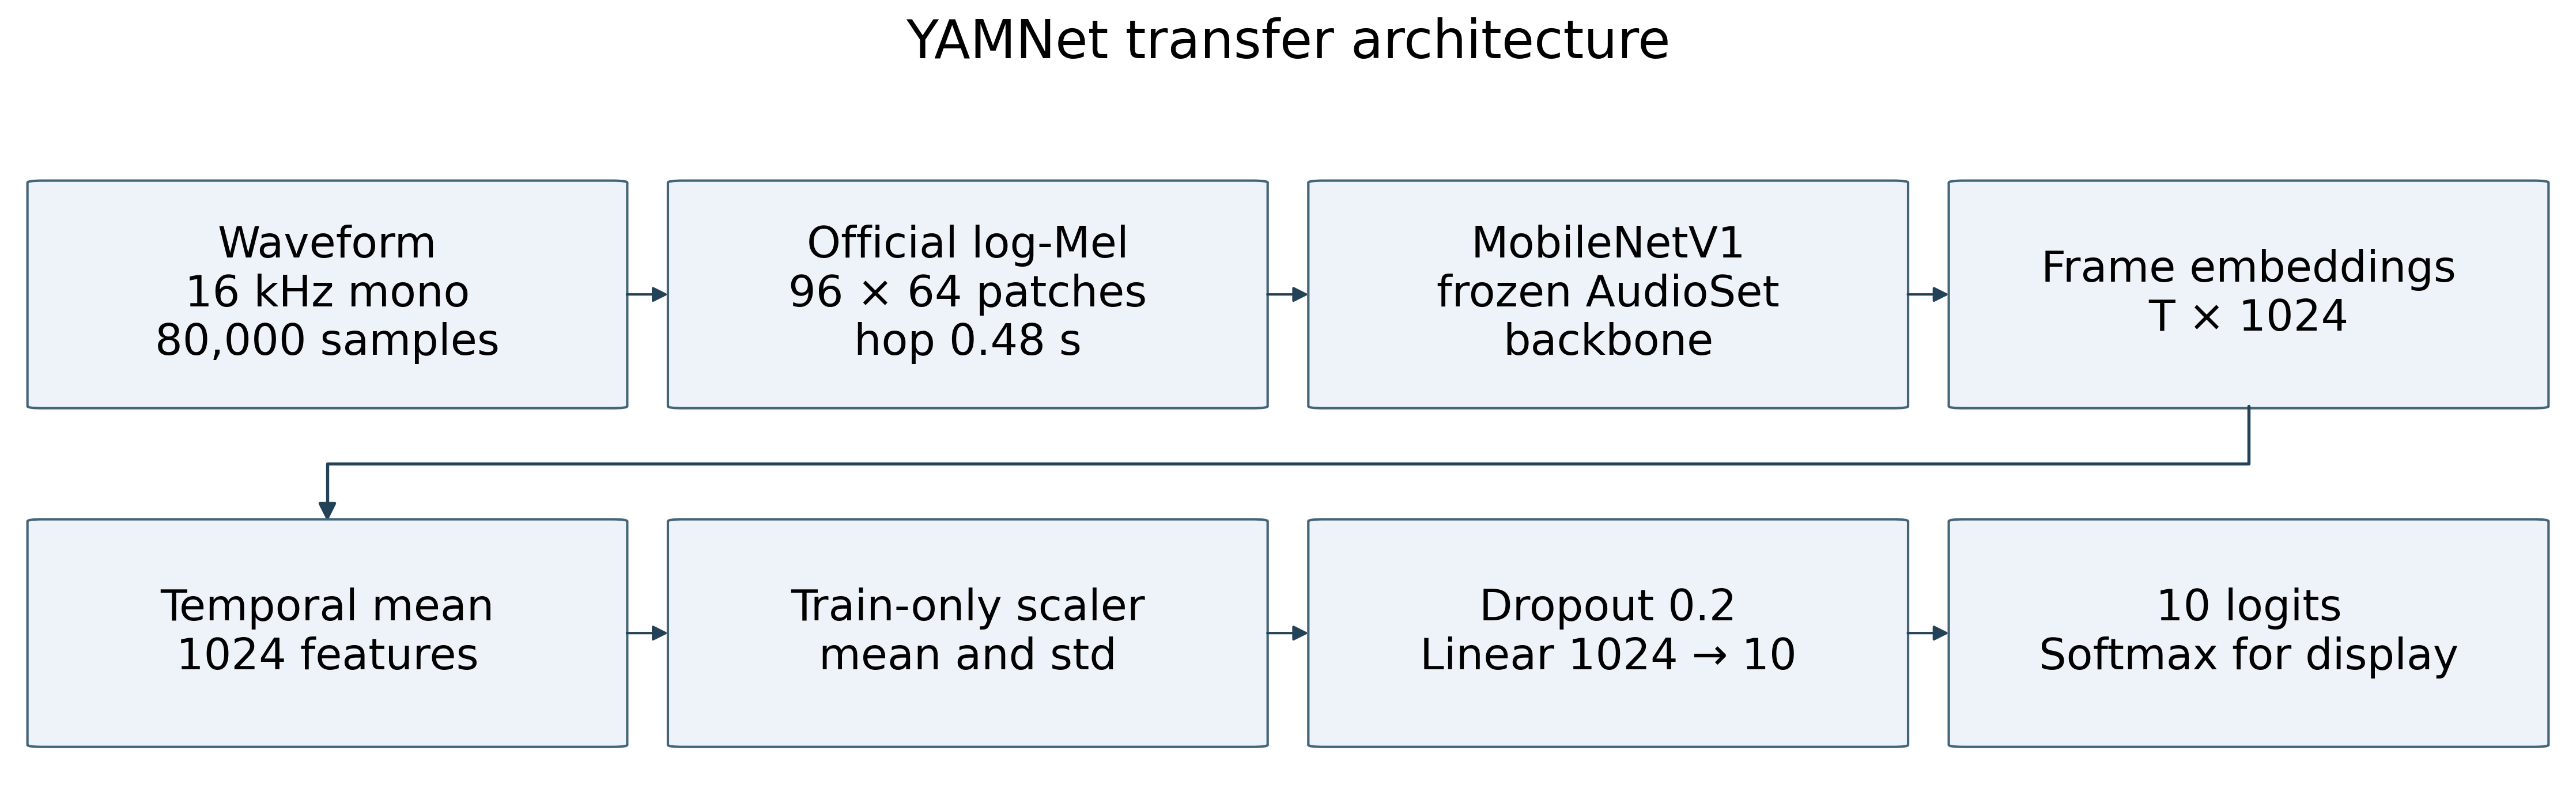 YAMNet transfer architecture
Waveform
16 kHz mono
80,000 samples
Official log-Mel
96 × 64 patches
hop 0.48 s
MobileNetV1
frozen AudioSet
backbone
Frame embeddings
T × 1024
Temporal mean
1024 features
Train-only scaler
mean and std
Dropout 0.2
Linear 1024 → 10
10 logits
Softmax for display